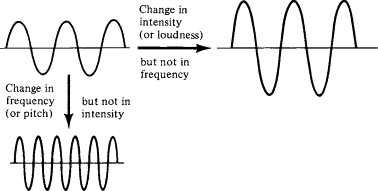 Change in
intensity
(or loudness)
but not in
frequency
Change in
frequency
(or pitch)
but not in
intensity